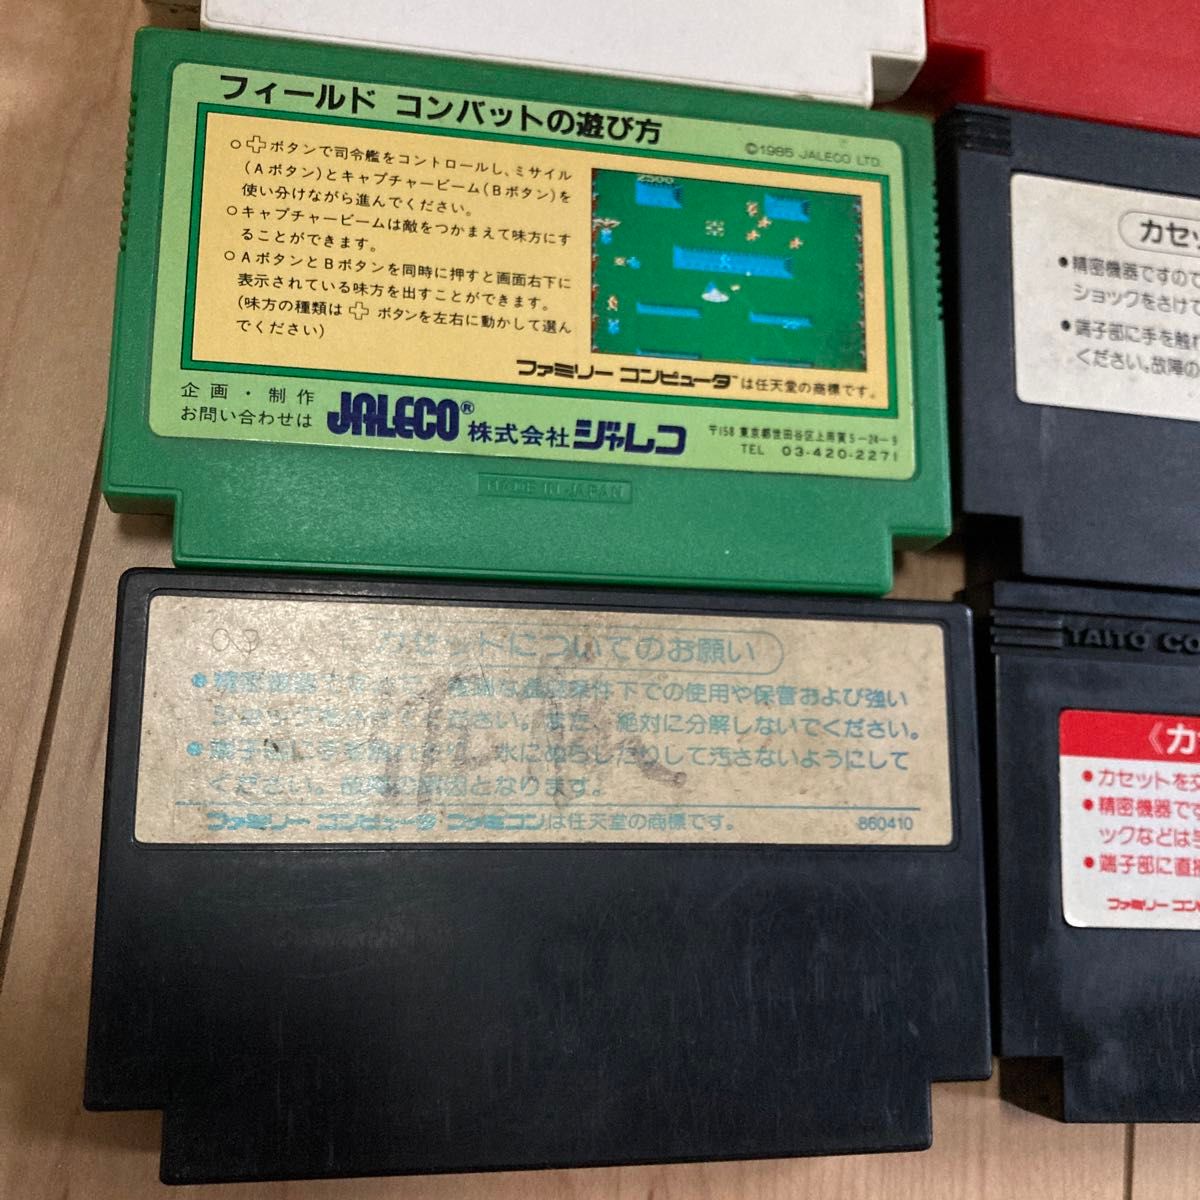 フィールド コンバットの遊び方
©1985 JALECO LTD.
○✚ボタンで司令艦をコントロールし、ミサイル
(Aボタン)とキャプチャービーム(Bボタン)を
使い分けながら進んでください。
○キャプチャービームは敵をつかまえて味方にす
ることができます。
○AボタンとBボタンを同時に押すと画面右下に
表示されている味方を出すことができます。
(味方の種類は✚ボタンを左右に動かして選ん
でください)
2500
ファミリー コンピュータ™は任天堂の商標です。
企画・制作
お問い合わせは
JALECO® 株式会社 ジャレコ
〒158 東京都世田谷区上用賀5-24-9
TEL 03-420-2271
MADE IN JAPAN
カセッ
●精密機器ですので
ショックをさけて
●端子部に手を触れ
ください。故障の
03
カセットについてのお願い
●精密機器ですので、極端な温度条件下での使用や保管および強い
ショックをさけてください。また、絶対に分解しないでください。
●端子部に手を触れたり、水にぬらしたりして汚さないようにして
ください。故障の原因となります。
ファミリー コンピュータ ファミコンは任天堂の商標です。
860410
TAITO CO
《カ
●カセットを交
●精密機器です
ックなどは
●端子部に直接
ファミリー コン